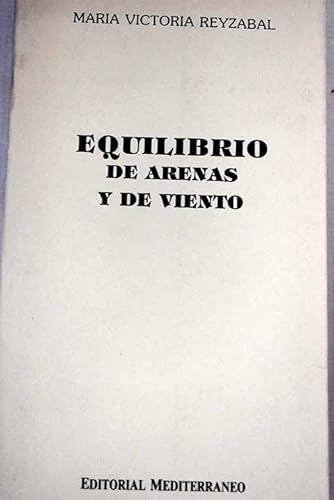 MARIA VICTORIA REYZABAL
EQUILIBRIO
DE ARENAS
Y DE VIENTO
EDITORIAL MEDITERRANEO